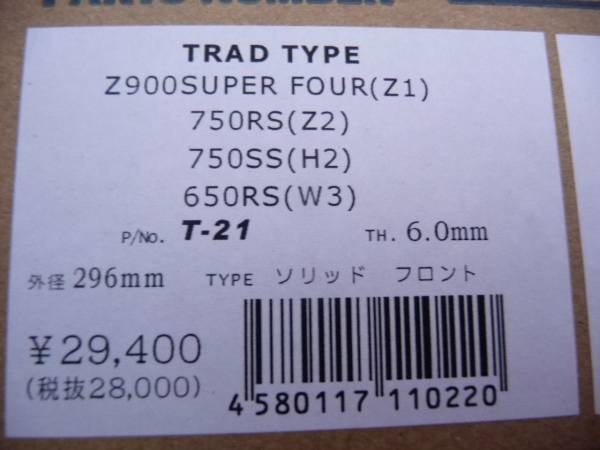 PARTS NUMBER
TRAD TYPE
Z900SUPER FOUR(Z1)
750RS(Z2)
750SS(H2)
650RS(W3)
P/No. T-21 TH. 6.0mm
外径 296mm TYPE ソリッド フロント
¥29,400
(税抜28,000)
4 580117 110220